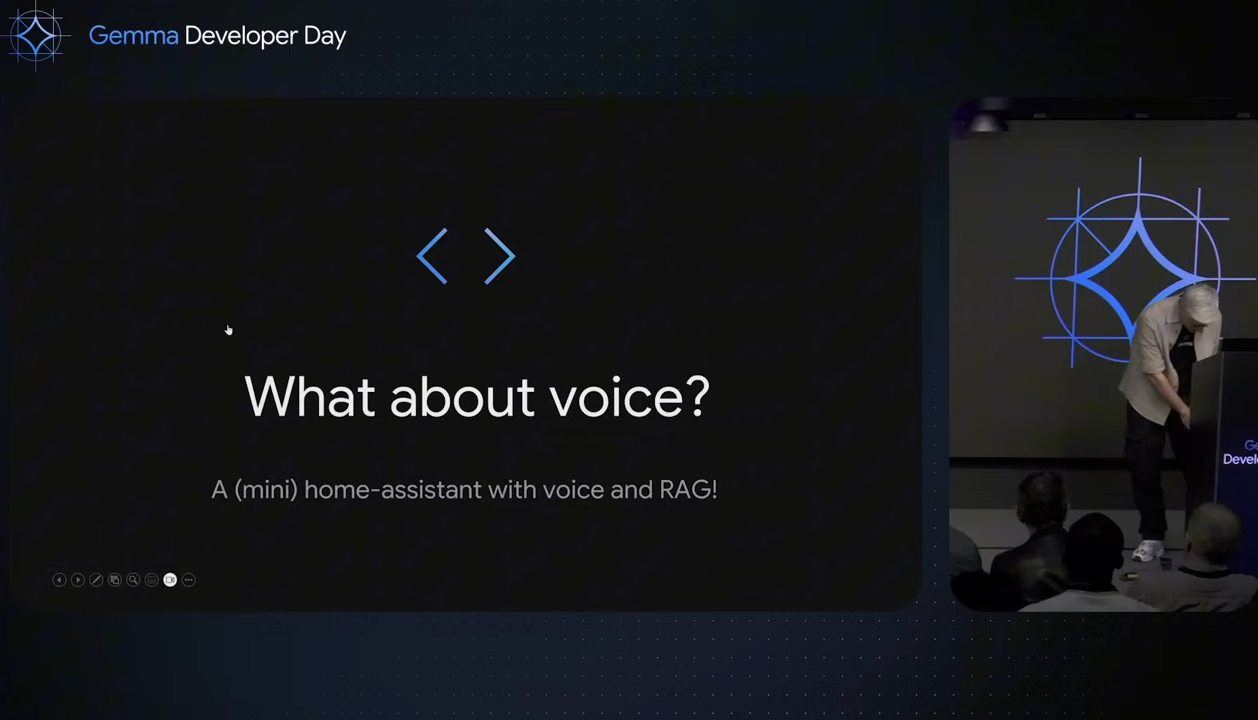 Gemma Developer Day
What about voice?
A (mini) home-assistant with voice and RAG!